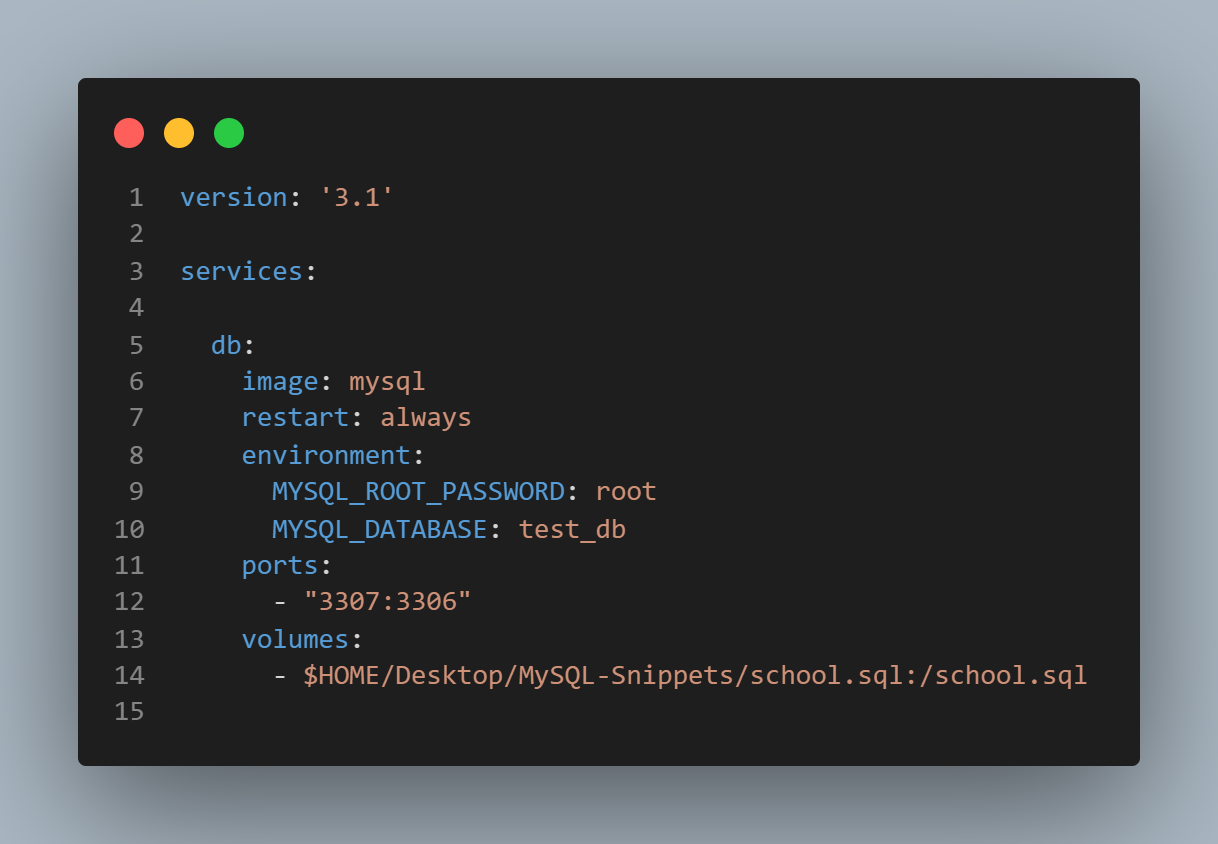 1 version: '3.1'
2
3 services:
4
5   db:
6     image: mysql
7     restart: always
8     environment:
9       MYSQL_ROOT_PASSWORD: root
10       MYSQL_DATABASE: test_db
11     ports:
12       - "3307:3306"
13     volumes:
14       - $HOME/Desktop/MySQL-Snippets/school.sql:/school.sql
15